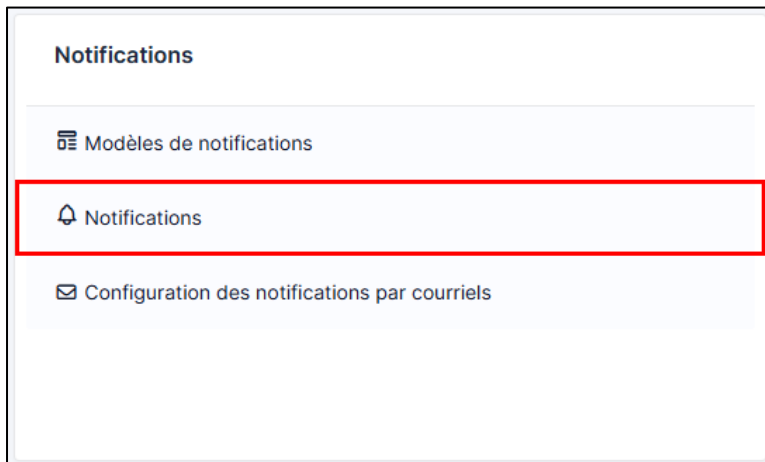 Notifications
Modèles de notifications
Notifications
Configuration des notifications par courriels